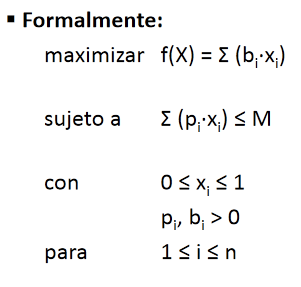 ▪ Formalmente:
maximizar f(X) = Σ (bᵢ·xᵢ)
sujeto a Σ (pᵢ·xᵢ) ≤ M
con 0 ≤ xᵢ ≤ 1
pᵢ, bᵢ > 0
para 1 ≤ i ≤ n